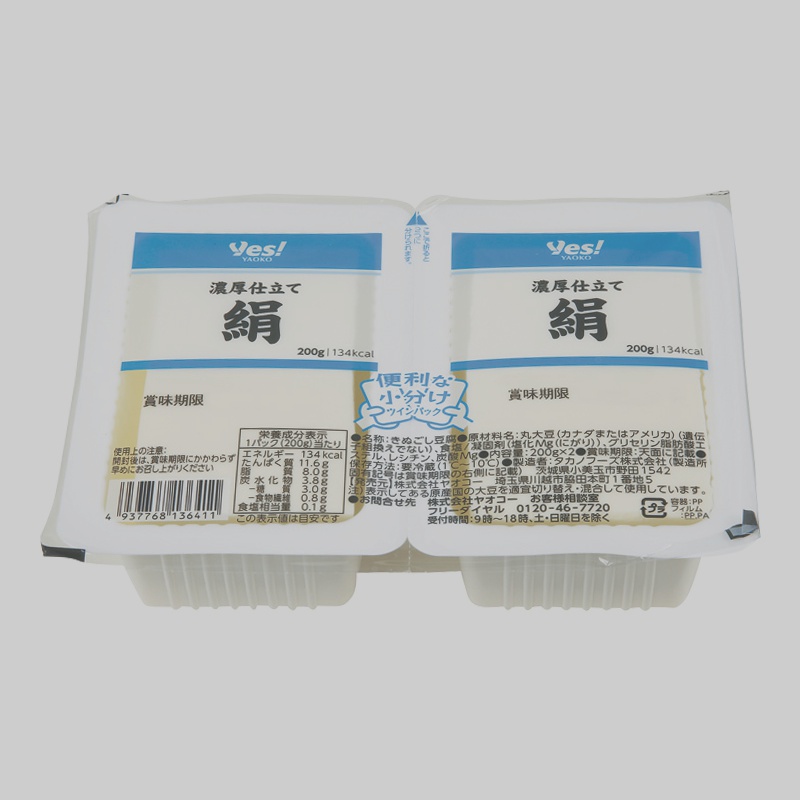 Yes!
YAOKO
濃厚仕立て
絹
200g 134kcal
賞味期限
使用上の注意:
開封後は、賞味期限にかかわらず
早めにお召し上がりください
4 937768 136411
栄養成分表示
1パック(200g)当たり
エネルギー 134kcal
たんぱく質 11.6g
脂質 8.0g
炭水化物 3.8g
−糖質 3.0g
−食物繊維 0.8g
食塩相当量 0.1g
この表示値は目安です
便利な
小分け
ツインパック
Yes!
YAOKO
濃厚仕立て
絹
200g 134kcal
賞味期限
●名称:きぬごし豆腐●原材料名:丸大豆(カナダまたはアメリカ)(遺伝
子組換えでない)、食塩/凝固剤(塩化Mg(にがり))、グリセリン脂肪酸エ
ステル、レシチン、炭酸Mg●内容量:200g×2●賞味期限:天面に記載●
保存方法:要冷蔵(1℃〜10℃)●製造者:タカノフーズ株式会社(製造所
固有記号は賞味期限の右側に記載) 茨城県小美玉市野田1542
【発売元】株式会社ヤオコー 埼玉県川越市脇田本町1番地5
注)表示してある原産国の大豆を適宜切り替え・混合して使用しています。
●お問合せ先 株式会社ヤオコー お客様相談室
フリーダイヤル 0120-46-7720
受付時間:9時〜18時、土・日曜日を除く
プラ
容器:PP
フィルム
:PP,PA